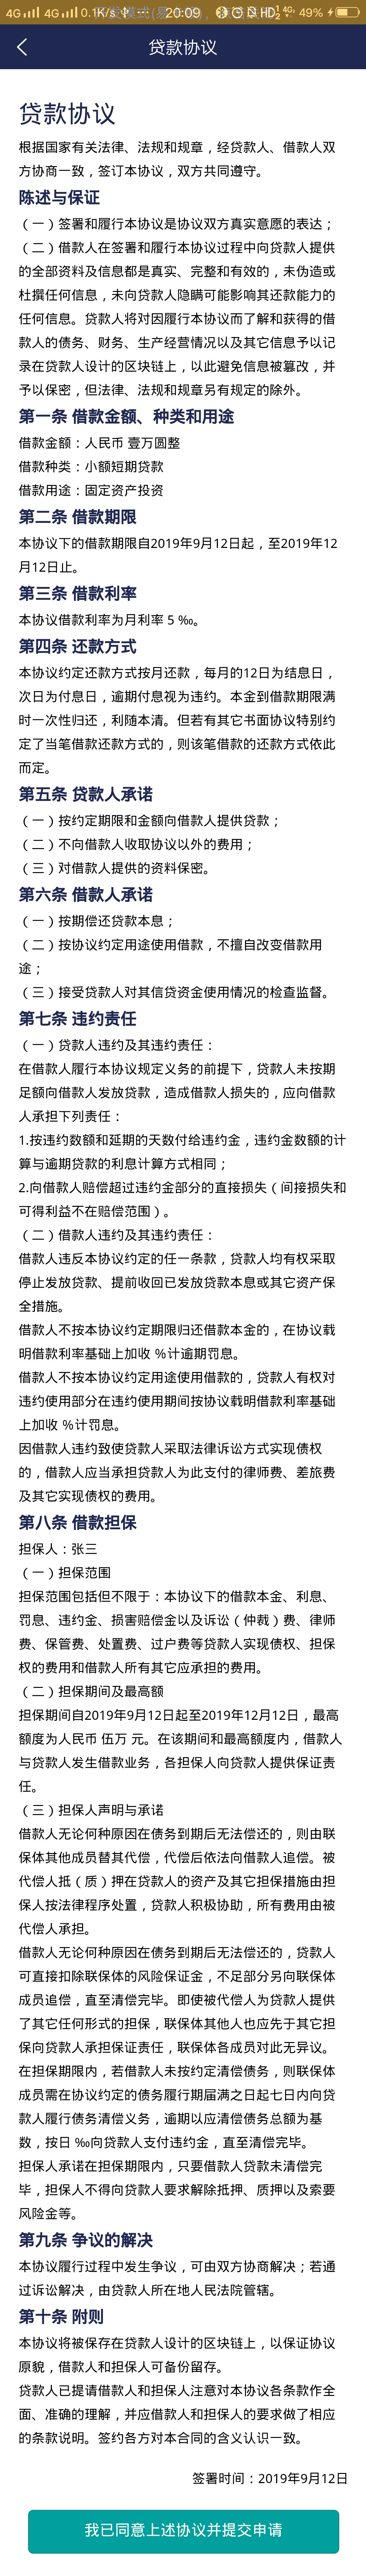 4G 4G 0.1K/s ··· 20:09 HD 49%
贷款协议
贷款协议
根据国家有关法律、法规和规章，经贷款人、借款人双
方协商一致，签订本协议，双方共同遵守。
陈述与保证
（一）签署和履行本协议是协议双方真实意愿的表达；
（二）借款人在签署和履行本协议过程中向贷款人提供
的全部资料及信息都是真实、完整和有效的，未伪造或
杜撰任何信息，未向贷款人隐瞒可能影响其还款能力的
任何信息。贷款人将对因履行本协议而了解和获得的借
款人的债务、财务、生产经营情况以及其它信息予以记
录在贷款人设计的区块链上，以此避免信息被篡改，并
予以保密，但法律、法规和规章另有规定的除外。
第一条 借款金额、种类和用途
借款金额：人民币 壹万圆整
借款种类：小额短期贷款
借款用途：固定资产投资
第二条 借款期限
本协议下的借款期限自2019年9月12日起，至2019年12
月12日止。
第三条 借款利率
本协议借款利率为月利率 5 ‰。
第四条 还款方式
本协议约定还款方式按月还款，每月的12日为结息日，
次日为付息日，逾期付息视为违约。本金到借款期限满
时一次性归还，利随本清。但若有其它书面协议特别约
定了当笔借款还款方式的，则该笔借款的还款方式依此
而定。
第五条 贷款人承诺
（一）按约定期限和金额向借款人提供贷款；
（二）不向借款人收取协议以外的费用；
（三）对借款人提供的资料保密。
第六条 借款人承诺
（一）按期偿还贷款本息；
（二）按协议约定用途使用借款，不擅自改变借款用
途；
（三）接受贷款人对其信贷资金使用情况的检查监督。
第七条 违约责任
（一）贷款人违约及其违约责任：
在借款人履行本协议规定义务的前提下，贷款人未按期
足额向借款人发放贷款，造成借款人损失的，应向借款
人承担下列责任：
1.按违约数额和延期的天数付给违约金，违约金数额的计
算与逾期贷款的利息计算方式相同；
2.向借款人赔偿超过违约金部分的直接损失（间接损失和
可得利益不在赔偿范围）。
（二）借款人违约及其违约责任：
借款人违反本协议约定的任一条款，贷款人均有权采取
停止发放贷款、提前收回已发放贷款本息或其它资产保
全措施。
借款人不按本协议约定期限归还借款本金的，在协议载
明借款利率基础上加收 %计逾期罚息。
借款人不按本协议约定用途使用借款的，贷款人有权对
违约使用部分在违约使用期间按协议载明借款利率基础
上加收 %计罚息。
因借款人违约致使贷款人采取法律诉讼方式实现债权
的，借款人应当承担贷款人为此支付的律师费、差旅费
及其它实现债权的费用。
第八条 借款担保
担保人：张三
（一）担保范围
担保范围包括但不限于：本协议下的借款本金、利息、
罚息、违约金、损害赔偿金以及诉讼（仲裁）费、律师
费、保管费、处置费、过户费等贷款人实现债权、担保
权的费用和借款人所有其它应承担的费用。
（二）担保期间及最高额
担保期间自2019年9月12日起至2019年12月12日，最高
额度为人民币 伍万 元。在该期间和最高额度内，借款人
与贷款人发生借款业务，各担保人向贷款人提供保证责
任。
（三）担保人声明与承诺
借款人无论何种原因在债务到期后无法偿还的，则由联
保体其他成员替其代偿，代偿后依法向借款人追偿。被
代偿人抵（质）押在贷款人的资产及其它担保措施由担
保人按法律程序处置，贷款人积极协助，所有费用由被
代偿人承担。
借款人无论何种原因在债务到期后无法偿还的，贷款人
可直接扣除联保体的风险保证金，不足部分另向联保体
成员追偿，直至清偿完毕。即使被代偿人为贷款人提供
了其它任何形式的担保，联保体其他人也应先于其它担
保向贷款人承担保证责任，联保体各成员对此无异议。
在担保期限内，若借款人未按约定清偿债务，则联保体
成员需在协议约定的债务履行期届满之日起七日内向贷
款人履行债务清偿义务，逾期以应清偿债务总额为基
数，按日 ‰向贷款人支付违约金，直至清偿完毕。
担保人承诺在担保期限内，只要借款人贷款未清偿完
毕，担保人不得向贷款人要求解除抵押、质押以及索要
风险金等。
第九条 争议的解决
本协议履行过程中发生争议，可由双方协商解决；若通
过诉讼解决，由贷款人所在地人民法院管辖。
第十条 附则
本协议将被保存在贷款人设计的区块链上，以保证协议
原貌，借款人和担保人可备份留存。
贷款人已提请借款人和担保人注意对本协议各条款作全
面、准确的理解，并应借款人和担保人的要求做了相应
的条款说明。签约各方对本合同的含义认识一致。
签署时间：2019年9月12日
我已同意上述协议并提交申请